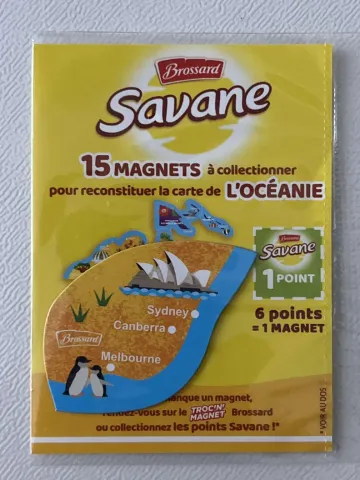 Brossard
Savane
15 MAGNETS à collectionner
pour reconstituer la carte de L'OCÉANIE
Brossard
Savane
1 POINT
6 points
= 1 MAGNET
Sydney
Canberra
Brossard
Melbourne
manque un magnet,
rendez-vous sur le TROC'N' MAGNET Brossard
ou collectionnez les points Savane !*
* VOIR AU DOS